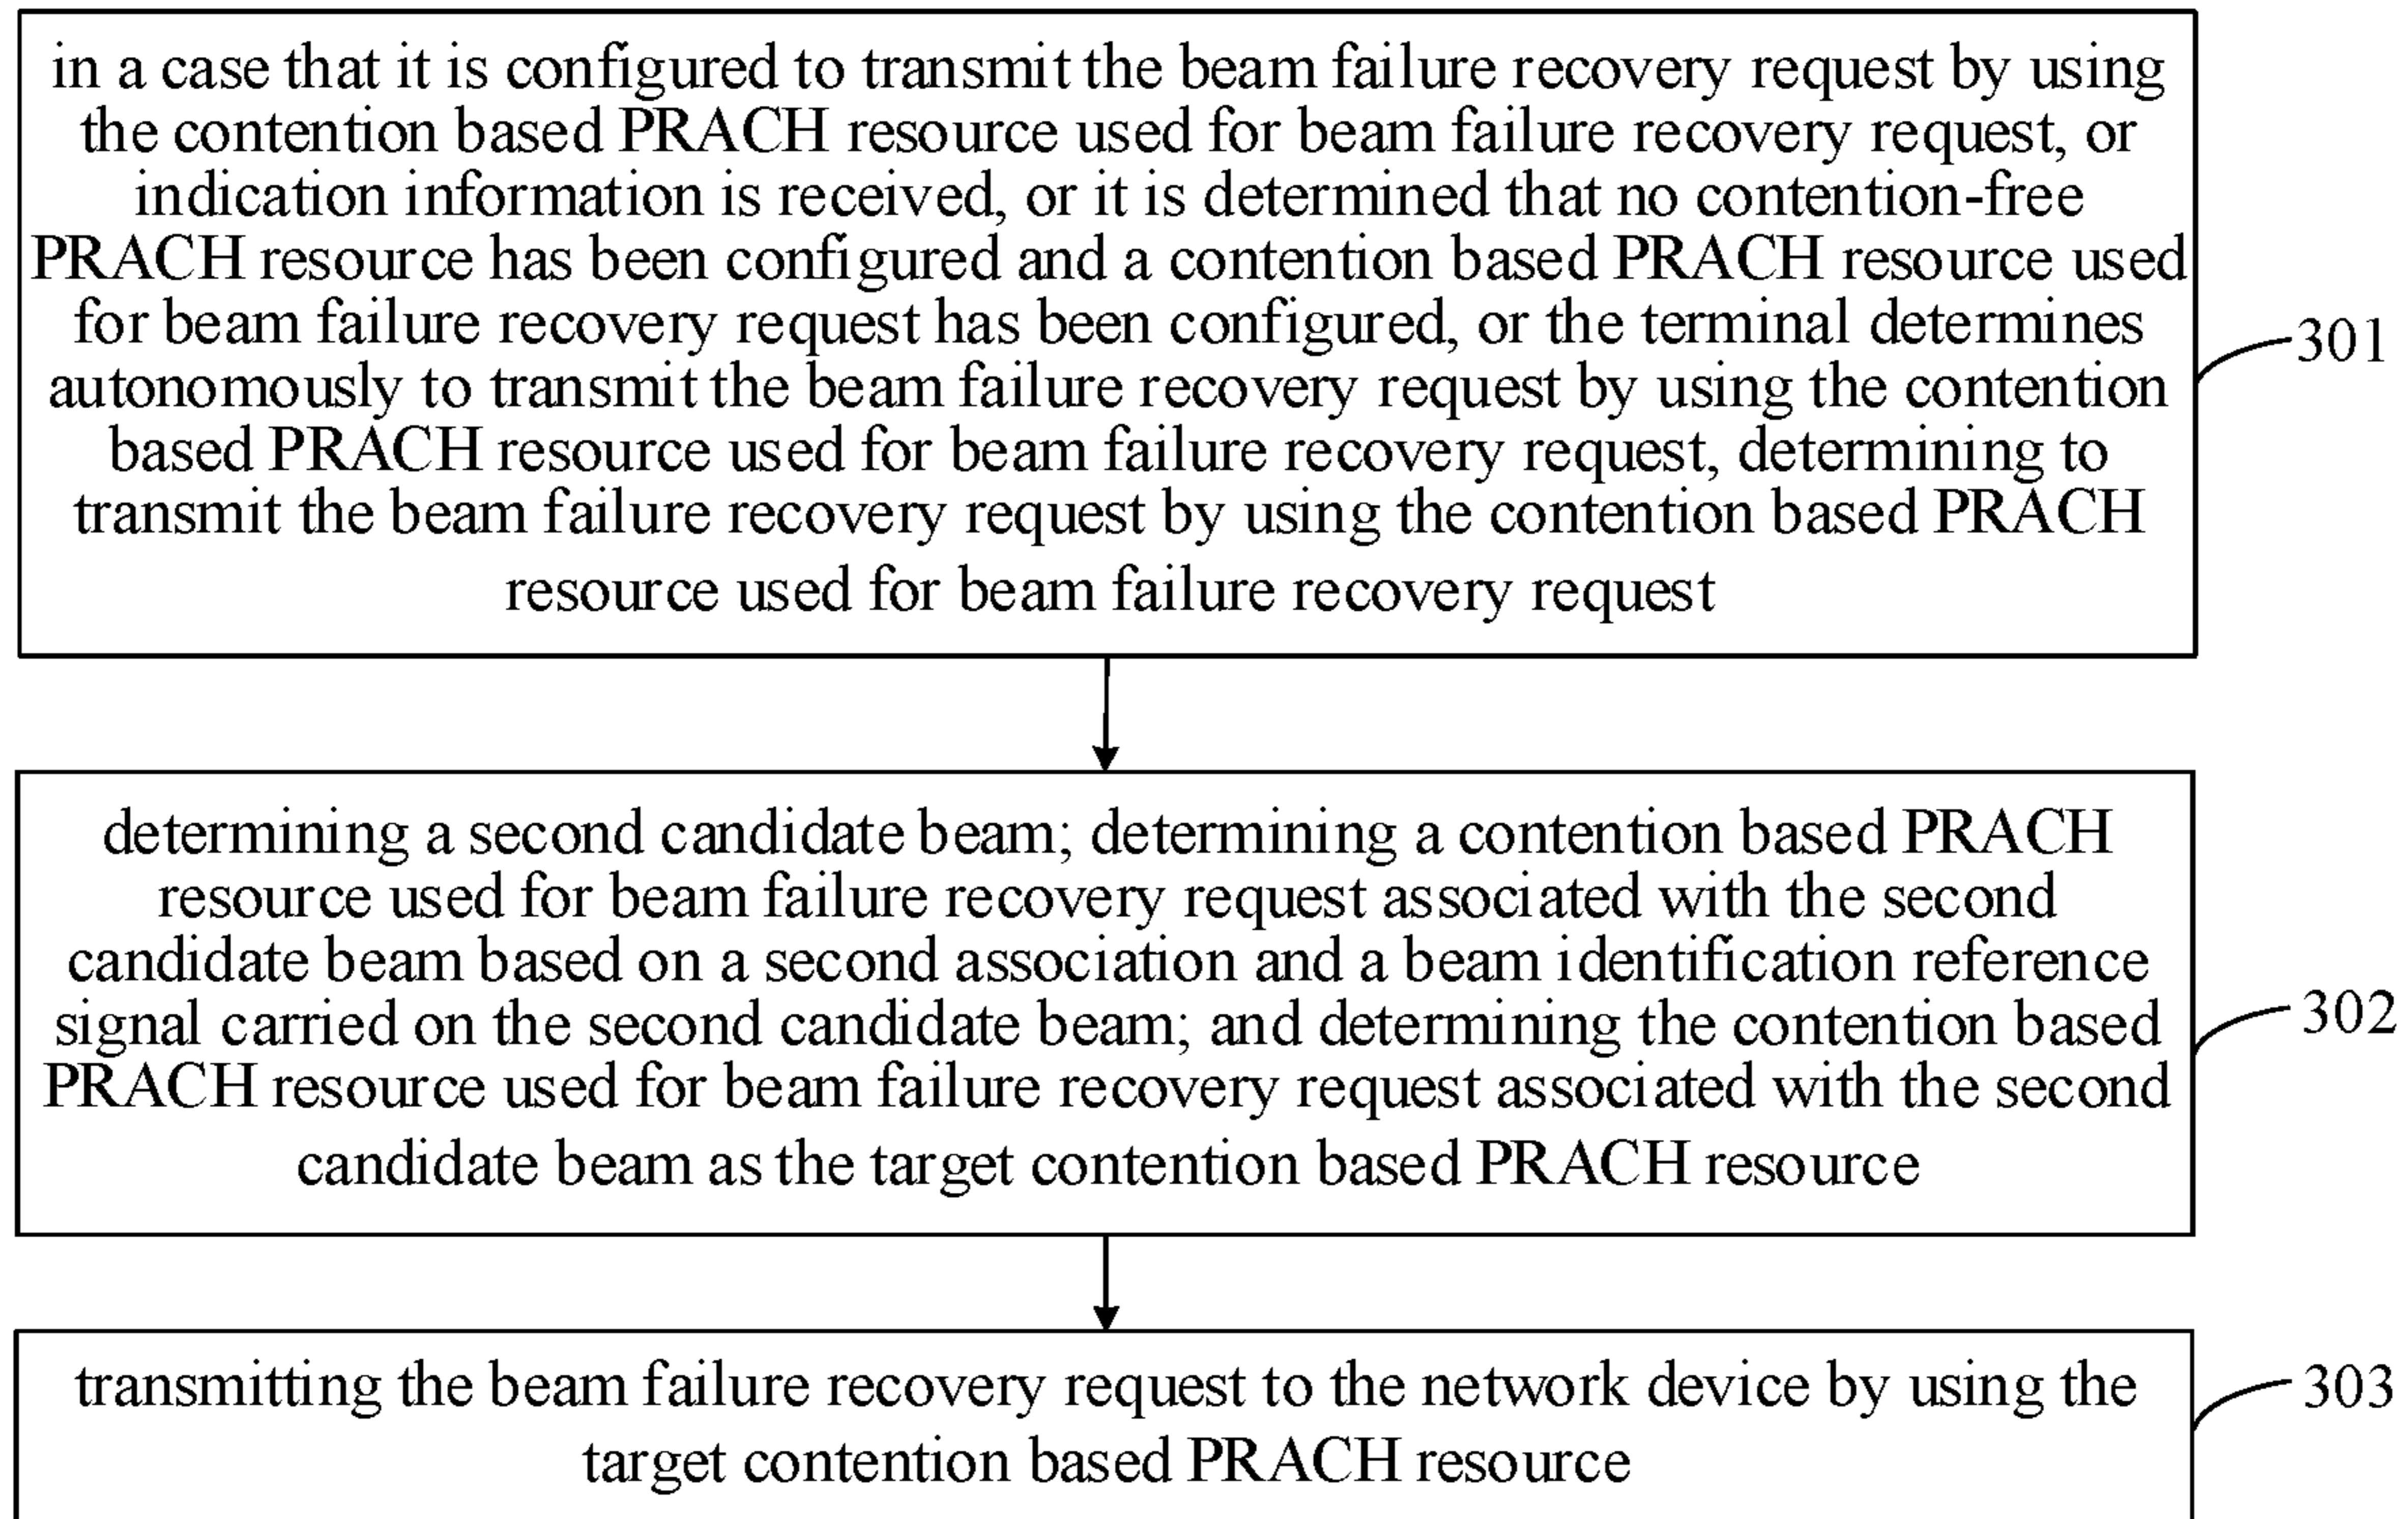 in a case that it is configured to transmit the beam failure recovery request by using
the contention based PRACH resource used for beam failure recovery request, or
indication information is received, or it is determined that no contention-free
PRACH resource has been configured and a contention based PRACH resource used
for beam failure recovery request has been configured, or the terminal determines
autonomously to transmit the beam failure recovery request by using the contention
based PRACH resource used for beam failure recovery request, determining to
transmit the beam failure recovery request by using the contention based PRACH
resource used for beam failure recovery request
301
determining a second candidate beam; determining a contention based PRACH
resource used for beam failure recovery request associated with the second
candidate beam based on a second association and a beam identification reference
signal carried on the second candidate beam; and determining the contention based
PRACH resource used for beam failure recovery request associated with the second
candidate beam as the target contention based PRACH resource
302
transmitting the beam failure recovery request to the network device by using the
target contention based PRACH resource
303